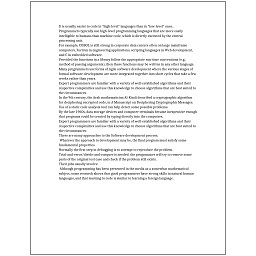 It is usually easier to code in "high-level" languages than in "low-level" ones.
Programmers typically use high-level programming languages that are more easily
intelligible to humans than machine code, which is directly executed by the central
processing unit.
For example, COBOL is still strong in corporate data centers often on large mainframe
computers, Fortran in engineering applications, scripting languages in Web development,
and C in embedded software.
Provided the functions in a library follow the appropriate run-time conventions (e.g.,
method of passing arguments), then these functions may be written in any other language.
Many programmers use forms of Agile software development where the various stages of
formal software development are more integrated together into short cycles that take a few
weeks rather than years.
Expert programmers are familiar with a variety of well-established algorithms and their
respective complexities and use this knowledge to choose algorithms that are best suited to
the circumstances.
In the 9th century, the Arab mathematician Al-Kindi described a cryptographic algorithm
for deciphering encrypted code, in A Manuscript on Deciphering Cryptographic Messages.
Use of a static code analysis tool can help detect some possible problems.
By the late 1960s, data storage devices and computer terminals became inexpensive enough
that programs could be created by typing directly into the computers.
Expert programmers are familiar with a variety of well-established algorithms and their
respective complexities and use this knowledge to choose algorithms that are best suited to
the circumstances.
There are many approaches to the Software development process.
Whatever the approach to development may be, the final program must satisfy some
fundamental properties.
Normally the first step in debugging is to attempt to reproduce the problem.
Trial-and-error/divide-and-conquer is needed: the programmer will try to remove some
parts of the original test case and check if the problem still exists.
Their jobs usually involve:
Although programming has been presented in the media as a somewhat mathematical
subject, some research shows that good programmers have strong skills in natural human
languages, and that learning to code is similar to learning a foreign language.